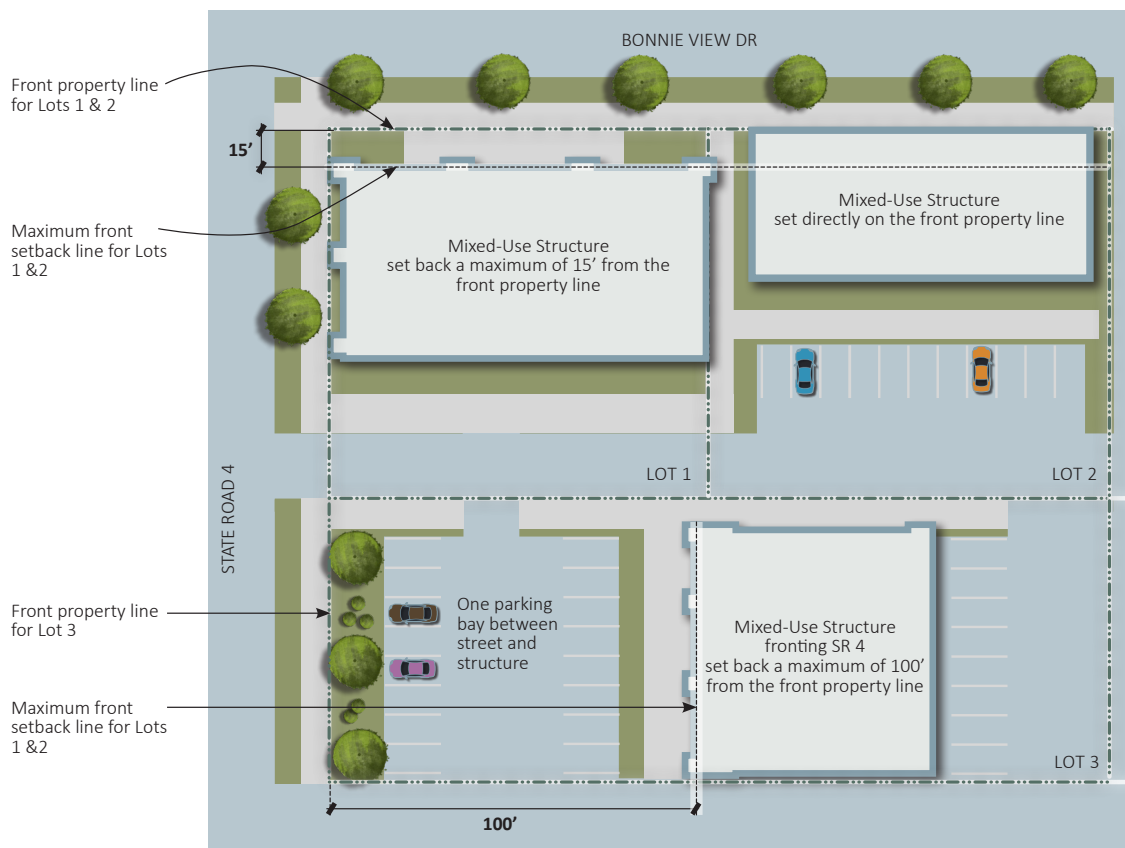 BONNIE VIEW DR
Front property line
for Lots 1 & 2
15’
Maximum front
setback line for Lots
1 &2
Mixed-Use Structure
set back a maximum of 15’ from the
front property line
Mixed-Use Structure
set directly on the front property line
LOT 1
LOT 2
STATE ROAD 4
Front property line
for Lot 3
One parking
bay between
street and
structure
Mixed-Use Structure
fronting SR 4
set back a maximum of 100’
from the front property line
Maximum front
setback line for Lots
1 &2
LOT 3
100’